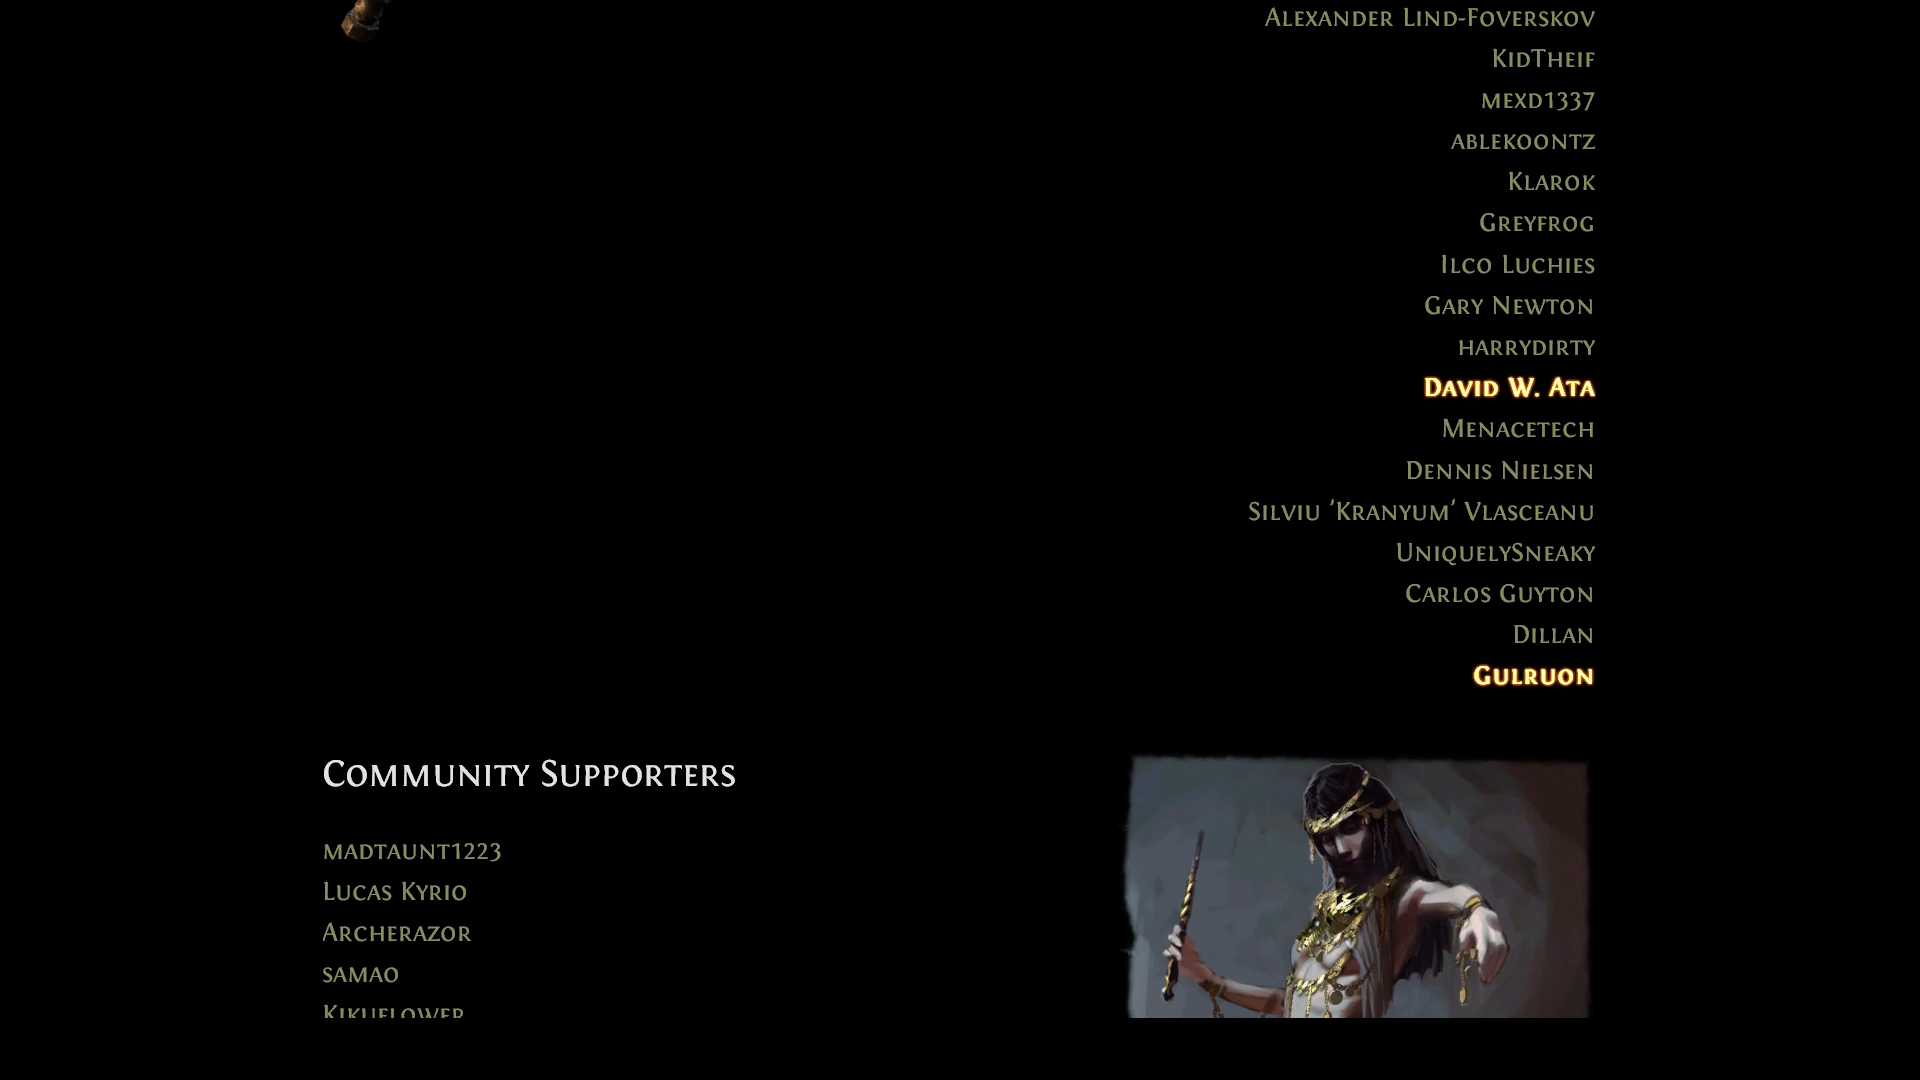 Alexander Lind-Foverskov
KidTheif
mexd1337
ablekoontz
Klarok
Greyfrog
Ilco Luchies
Gary Newton
harrydirty
David W. Ata
Menacetech
Dennis Nielsen
Silviu 'Kranyum' Vlasceanu
UniquelySneaky
Carlos Guyton
Dillan
Gulruon
Community Supporters
madtaunt1223
Lucas Kyrio
Archerazor
samao
Kikuflower